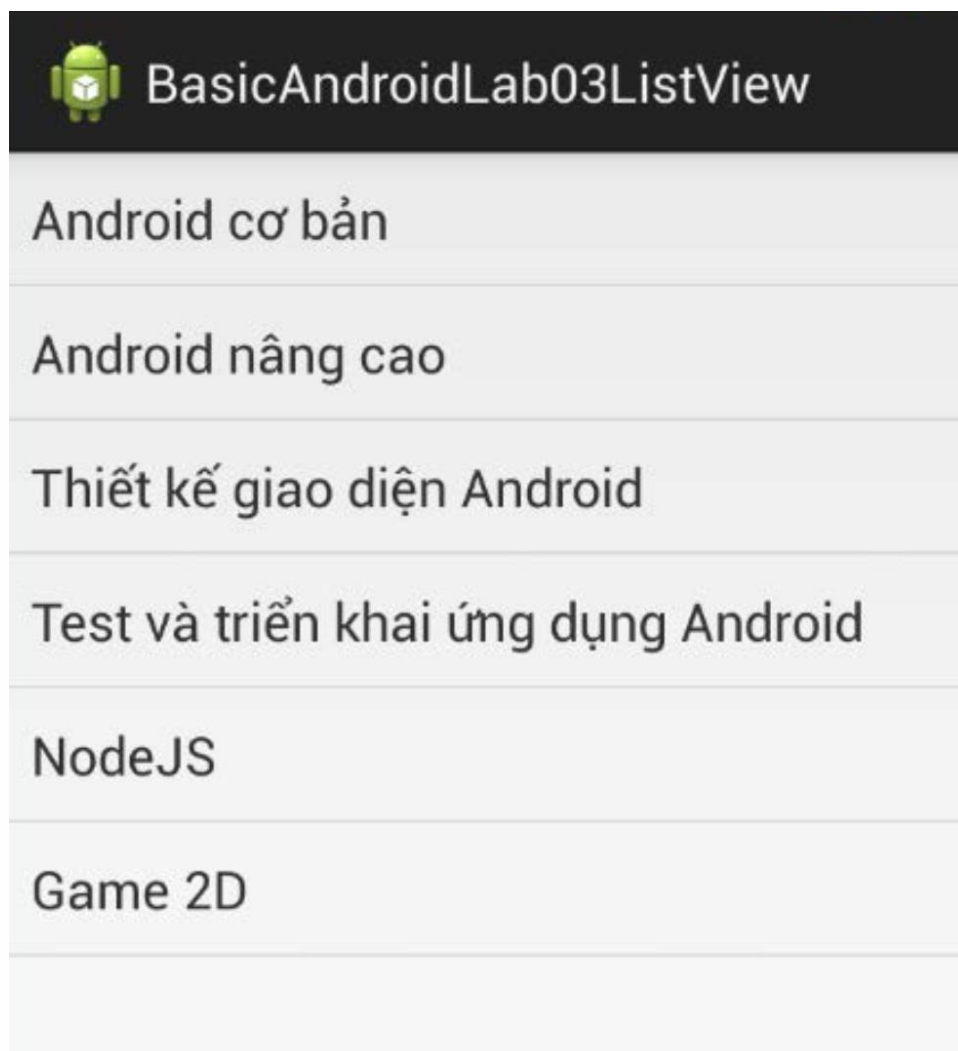 BasicAndroidLab03ListView
Android cơ bản
Android nâng cao
Thiết kế giao diện Android
Test và triển khai ứng dụng Android
NodeJS
Game 2D